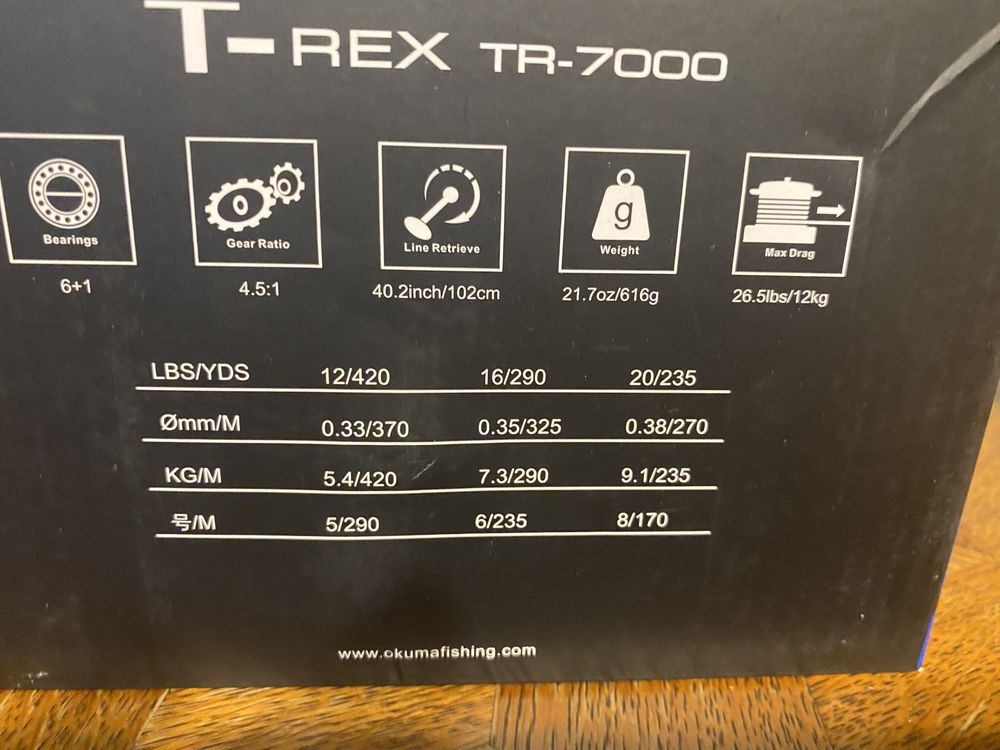 T-REX TR-7000
g
Bearings
Gear Ratio
Line Retrieve
Weight
Max Drag
6+1
4.5:1
40.2inch/102cm
21.7oz/616g
26.5lbs/12kg
LBS/YDS 12/420 16/290 20/235
Ømm/M 0.33/370 0.35/325 0.38/270
KG/M 5.4/420 7.3/290 9.1/235
号/M 5/290 6/235 8/170
www.okumafishing.com